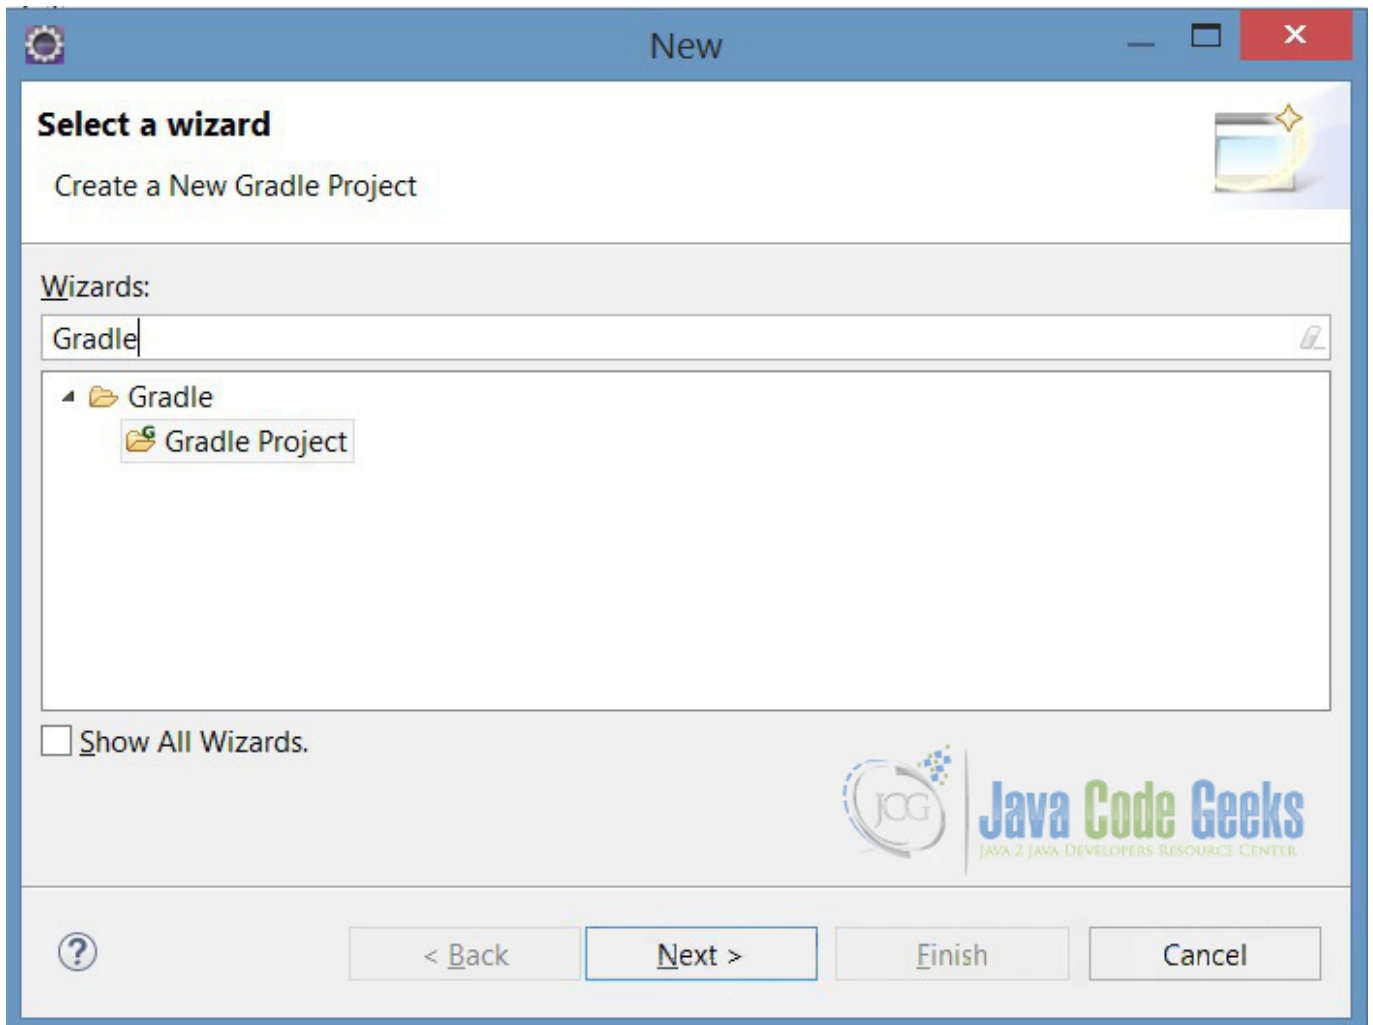 New
Select a wizard
Create a New Gradle Project
Wizards:
Gradle
Gradle
Gradle Project
Show All Wizards.
JCG
Java Code Geeks
JAVA 2 JAVA DEVELOPERS RESOURCE CENTER
?
< Back
Next >
Finish
Cancel